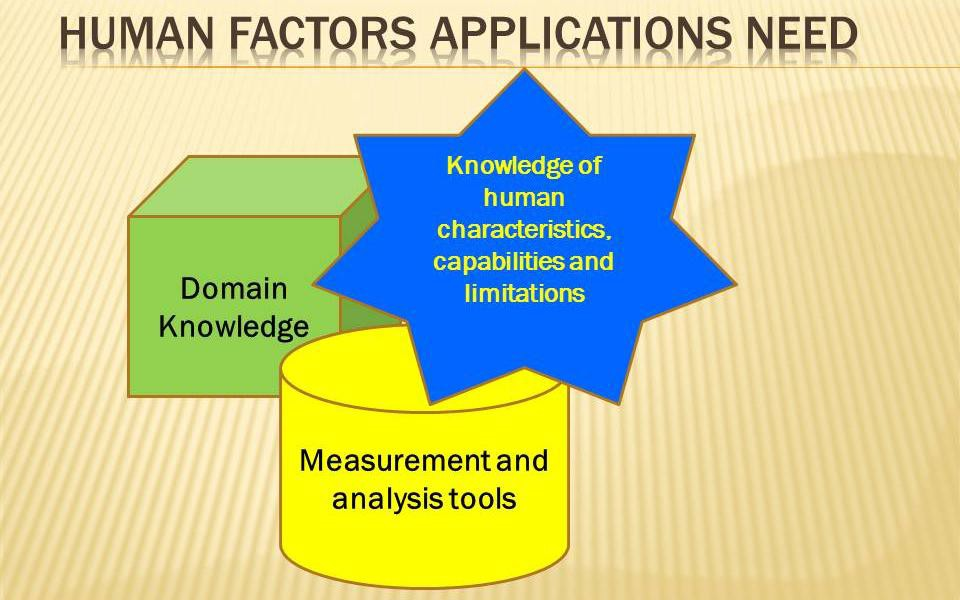 HUMAN FACTORS APPLICATIONS NEED
Knowledge of
human
characteristics,
capabilities and
limitations
Domain
Knowledge
Measurement and
analysis tools